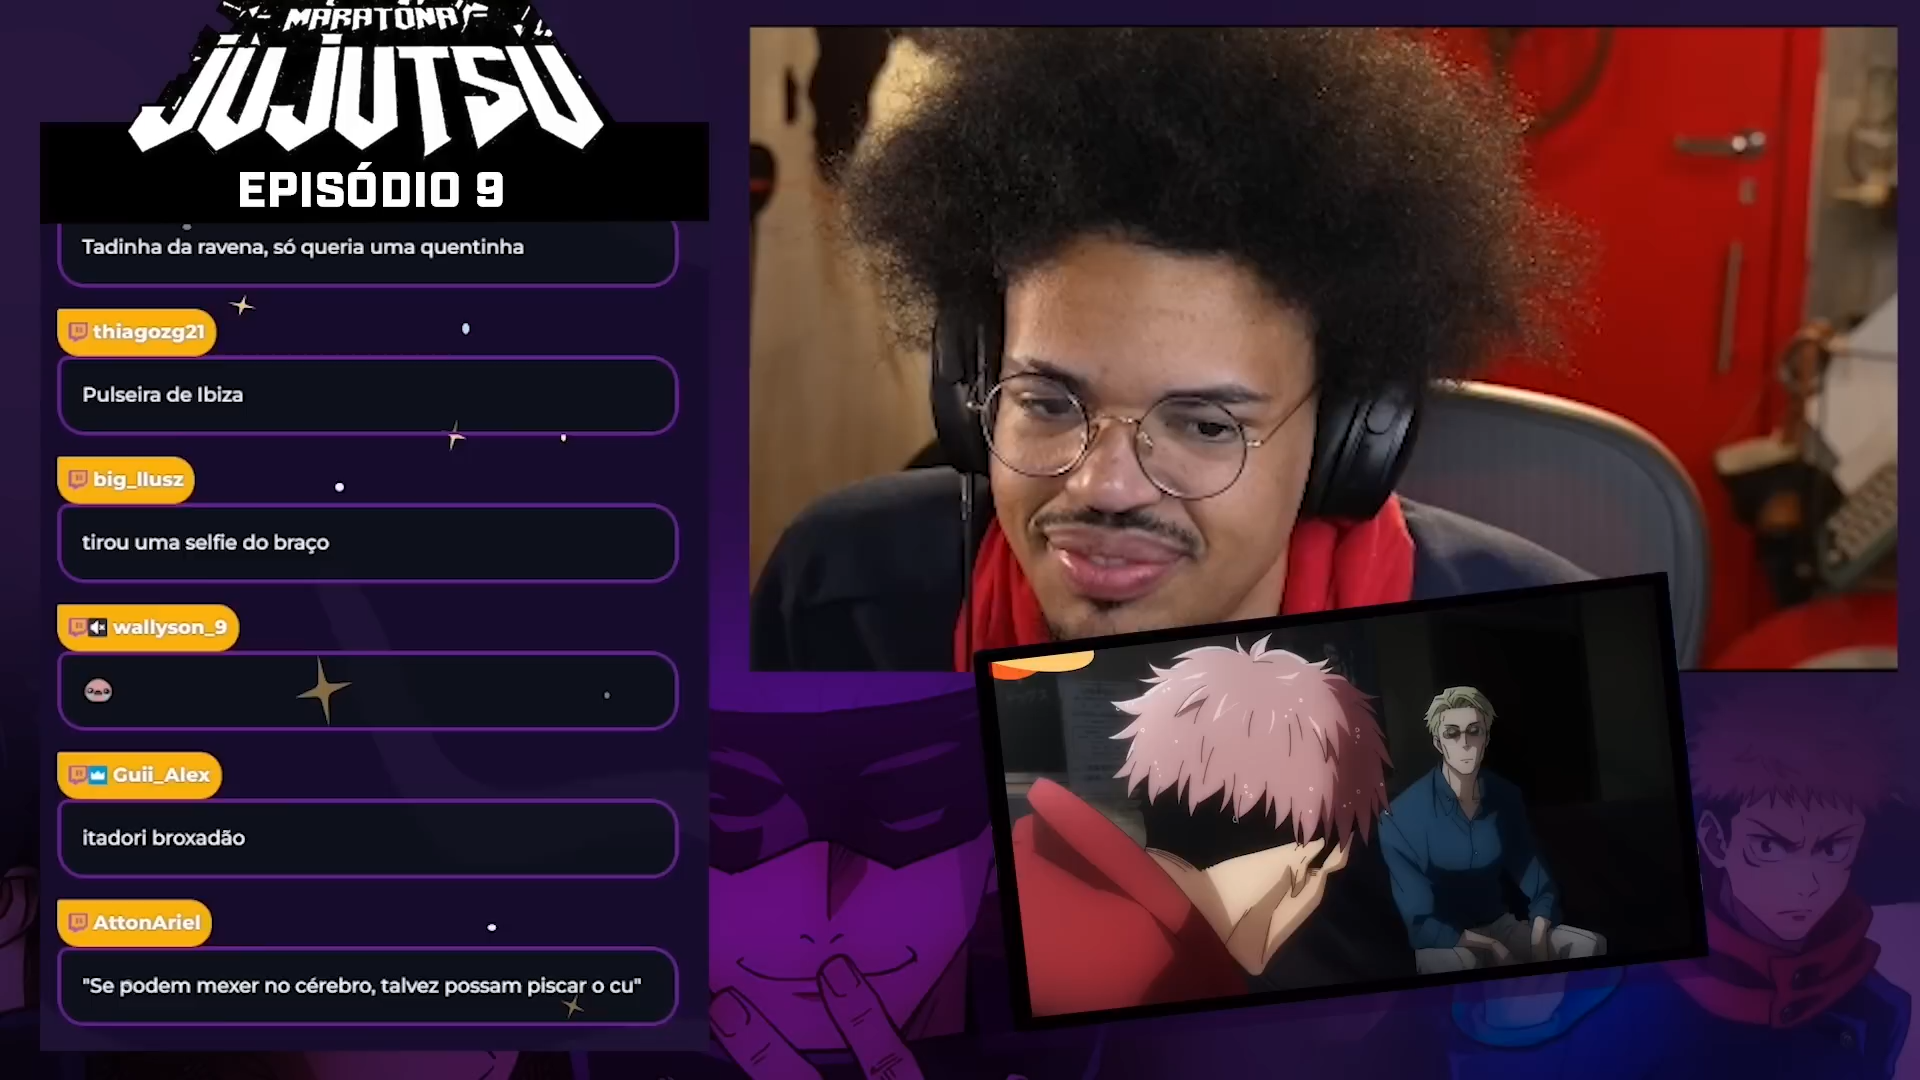 MARATONA
JUJUTSU
EPISÓDIO 9
Tadinha da ravena, só queria uma quentinha
thiagozg21
Pulseira de Ibiza
big_llusz
tirou uma selfie do braço
wallyson_9
Guii_Alex
itadori broxadão
AttonAriel
"Se podem mexer no cérebro, talvez possam piscar o cu"